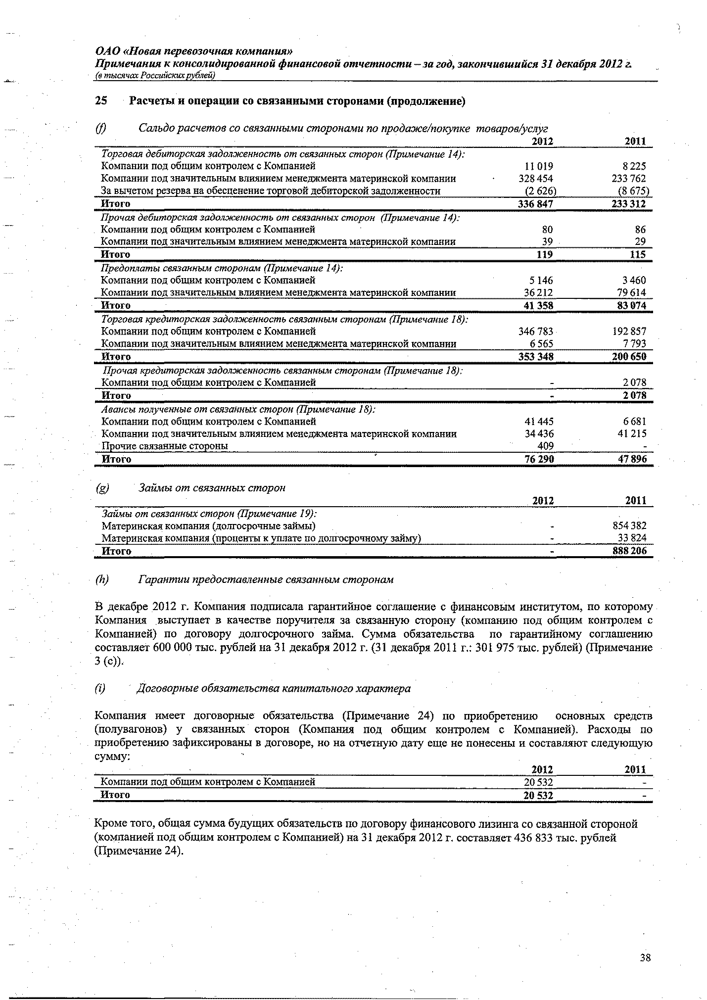 ОАО «Новая перевозочная компания»
Примечания к консолидированной финансовой отчетности – за год, закончившийся 31 декабря 2012 г.
(в тысячах Российских рублей)
25 Расчеты и операции со связанными сторонами (продолжение)
(f) Сальдо расчетов со связанными сторонами по продаже/покупке товаров/услуг
2012 2011
Торговая дебиторская задолженность от связанных сторон (Примечание 14):
Компании под общим контролем с Компанией 11 019 8 225
Компании под значительным влиянием менеджмента материнской компании 328 454 233 762
За вычетом резерва на обесценение торговой дебиторской задолженности (2 626) (8 675)
Итого 336 847 233 312
Прочая дебиторская задолженность от связанных сторон (Примечание 14):
Компании под общим контролем с Компанией 80 86
Компании под значительным влиянием менеджмента материнской компании 39 29
Итого 119 115
Предоплаты связанным сторонам (Примечание 14):
Компании под общим контролем с Компанией 5 146 3 460
Компании под значительным влиянием менеджмента материнской компании 36 212 79 614
Итого 41 358 83 074
Торговая кредиторская задолженность связанным сторонам (Примечание 18):
Компании под общим контролем с Компанией 346 783 192 857
Компании под значительным влиянием менеджмента материнской компании 6 565 7 793
Итого 353 348 200 650
Прочая кредиторская задолженность связанным сторонам (Примечание 18):
Компании под общим контролем с Компанией - 2 078
Итого - 2 078
Авансы полученные от связанных сторон (Примечание 18):
Компании под общим контролем с Компанией 41 445 6 681
Компании под значительным влиянием менеджмента материнской компании 34 436 41 215
Прочие связанные стороны 409 -
Итого 76 290 47 896
(g) Займы от связанных сторон
2012 2011
Займы от связанных сторон (Примечание 19):
Материнская компания (долгосрочные займы) - 854 382
Материнская компания (проценты к уплате по долгосрочному займу) - 33 824
Итого - 888 206
(h) Гарантии предоставленные связанным сторонам
В декабре 2012 г. Компания подписала гарантийное соглашение с финансовым институтом, по которому
Компания выступает в качестве поручителя за связанную сторону (компанию под общим контролем с
Компанией) по договору долгосрочного займа. Сумма обязательства по гарантийному соглашению
составляет 600 000 тыс. рублей на 31 декабря 2012 г. (31 декабря 2011 г.: 301 975 тыс. рублей) (Примечание
3 (c)).
(i) Договорные обязательства капитального характера
Компания имеет договорные обязательства (Примечание 24) по приобретению основных средств
(полувагонов) у связанных сторон (Компания под общим контролем с Компанией). Расходы по
приобретению зафиксированы в договоре, но на отчетную дату еще не понесены и составляют следующую
сумму:
2012 2011
Компании под общим контролем с Компанией 20 532 -
Итого 20 532 -
Кроме того, общая сумма будущих обязательств по договору финансового лизинга со связанной стороной
(компанией под общим контролем с Компанией) на 31 декабря 2012 г. составляет 436 833 тыс. рублей
(Примечание 24).
38